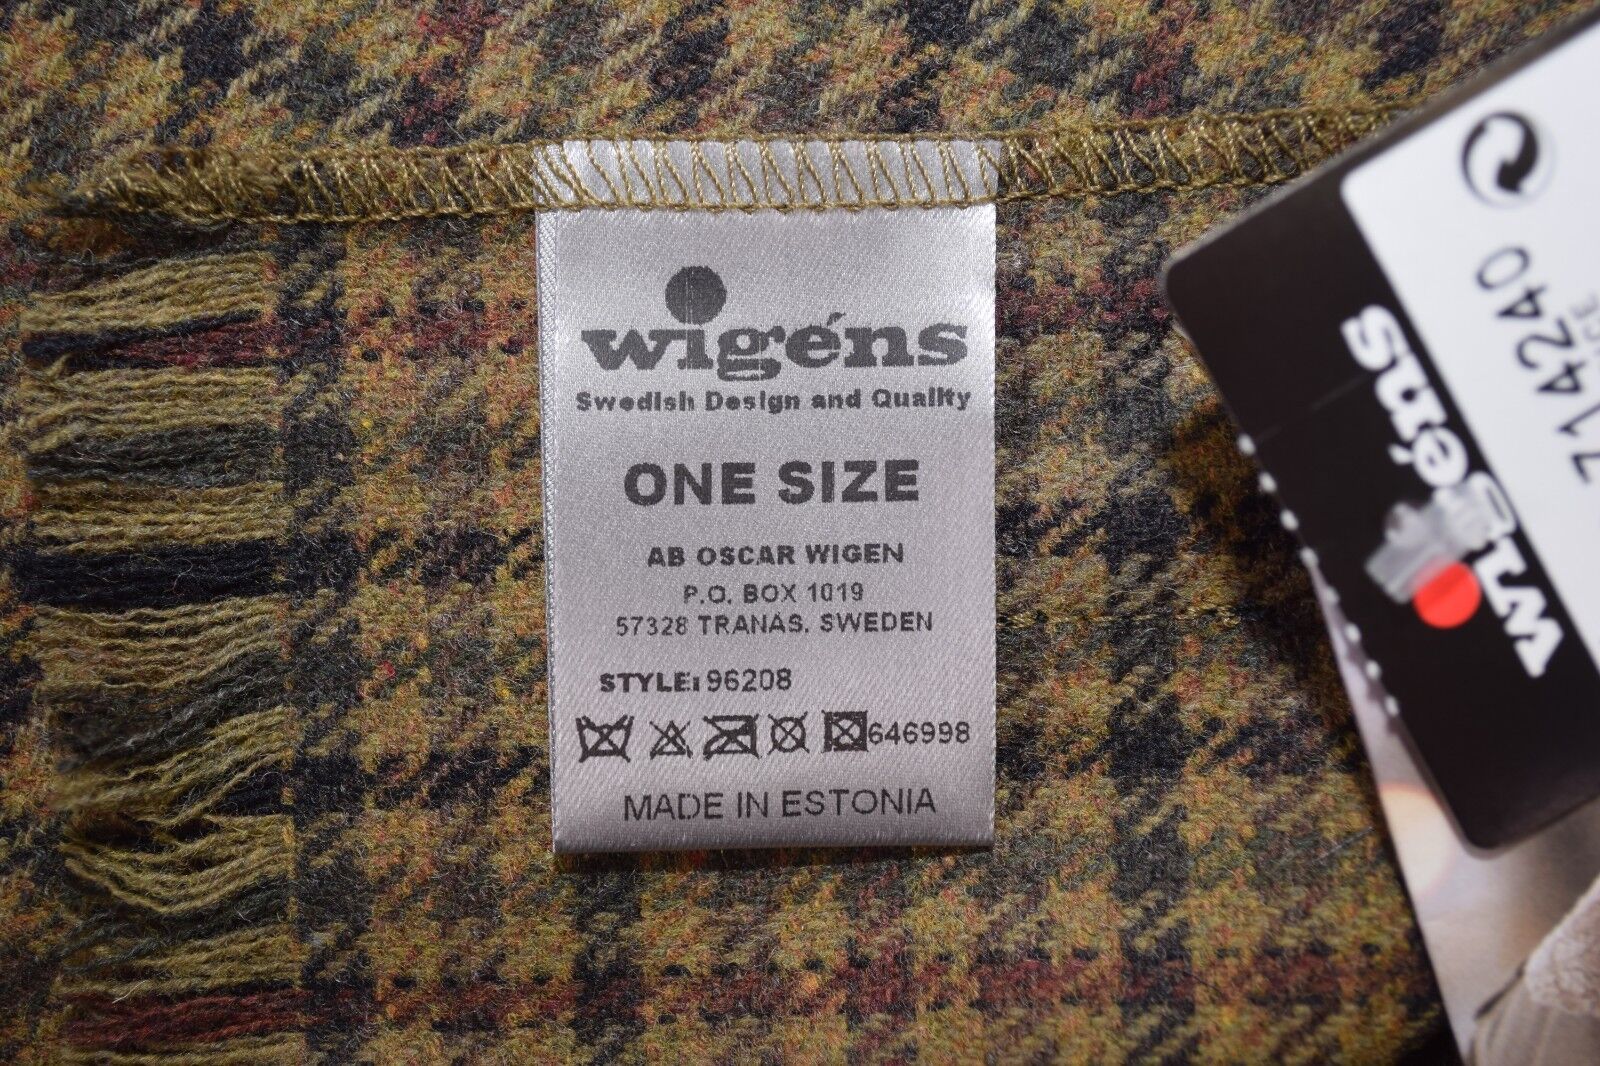 wigéns
Swedish Design and Quality
ONE SIZE
AB OSCAR WIGEN
P.O. BOX 1019
57328 TRANÅS. SWEDEN
STYLE: 96208
646998
MADE IN ESTONIA
714240
wigéns